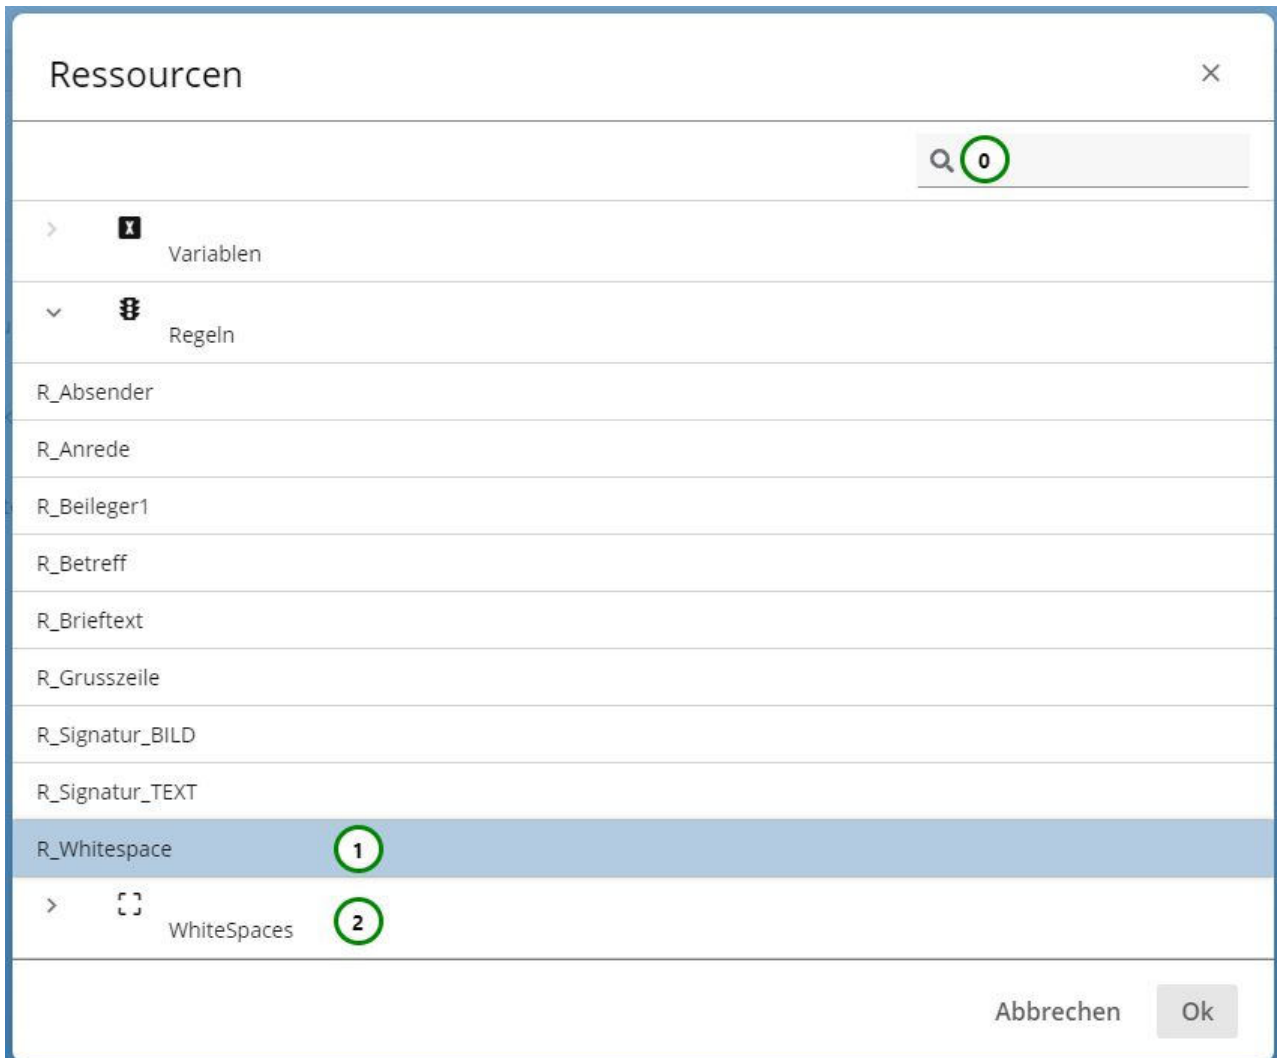 Ressourcen
0
Variablen
Regeln
R_Absender
R_Anrede
R_Beileger1
R_Betreff
R_Brieftext
R_Grusszeile
R_Signatur_BILD
R_Signatur_TEXT
R_Whitespace 1
WhiteSpaces 2
Abbrechen Ok